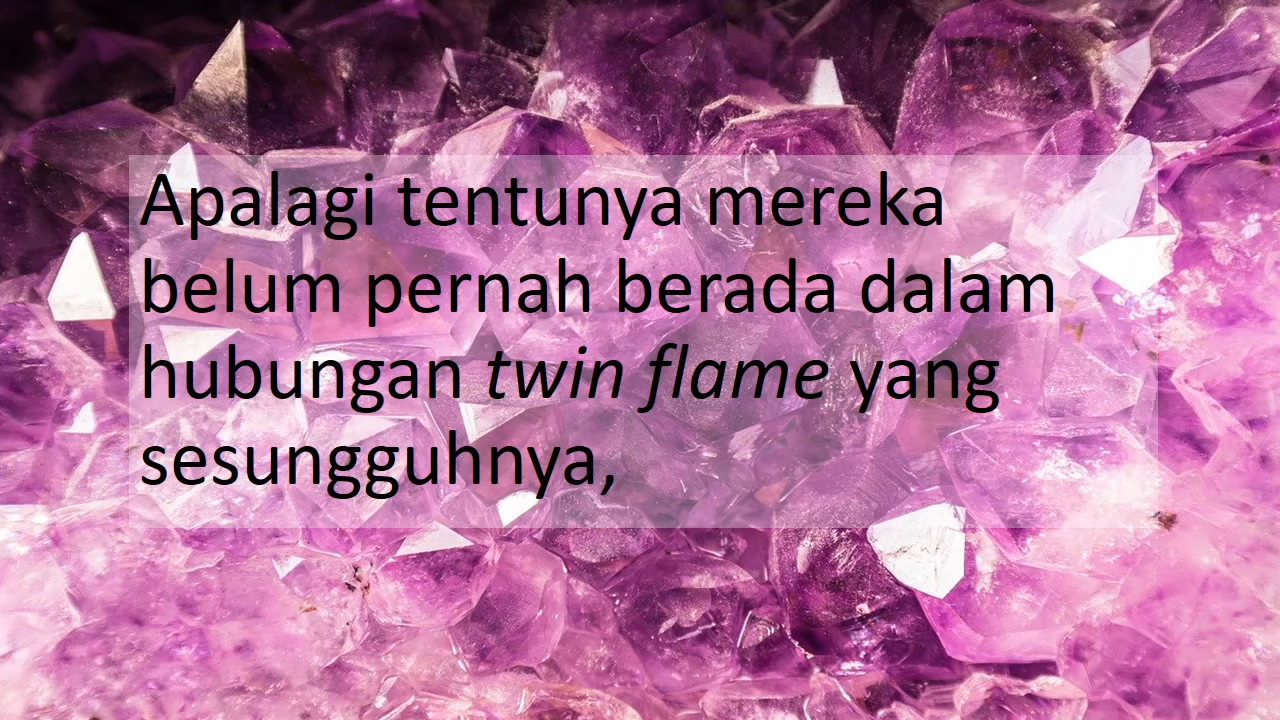 Apalagi tentunya mereka
belum pernah berada dalam
hubungan twin flame yang
sesungguhnya,